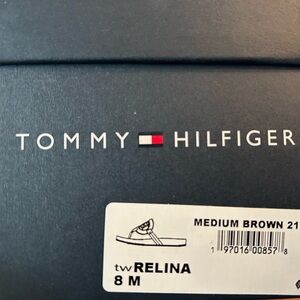 TOMMY HILFIGER
MEDIUM BROWN 21
1 97016 00857 8
twRELINA
8 M